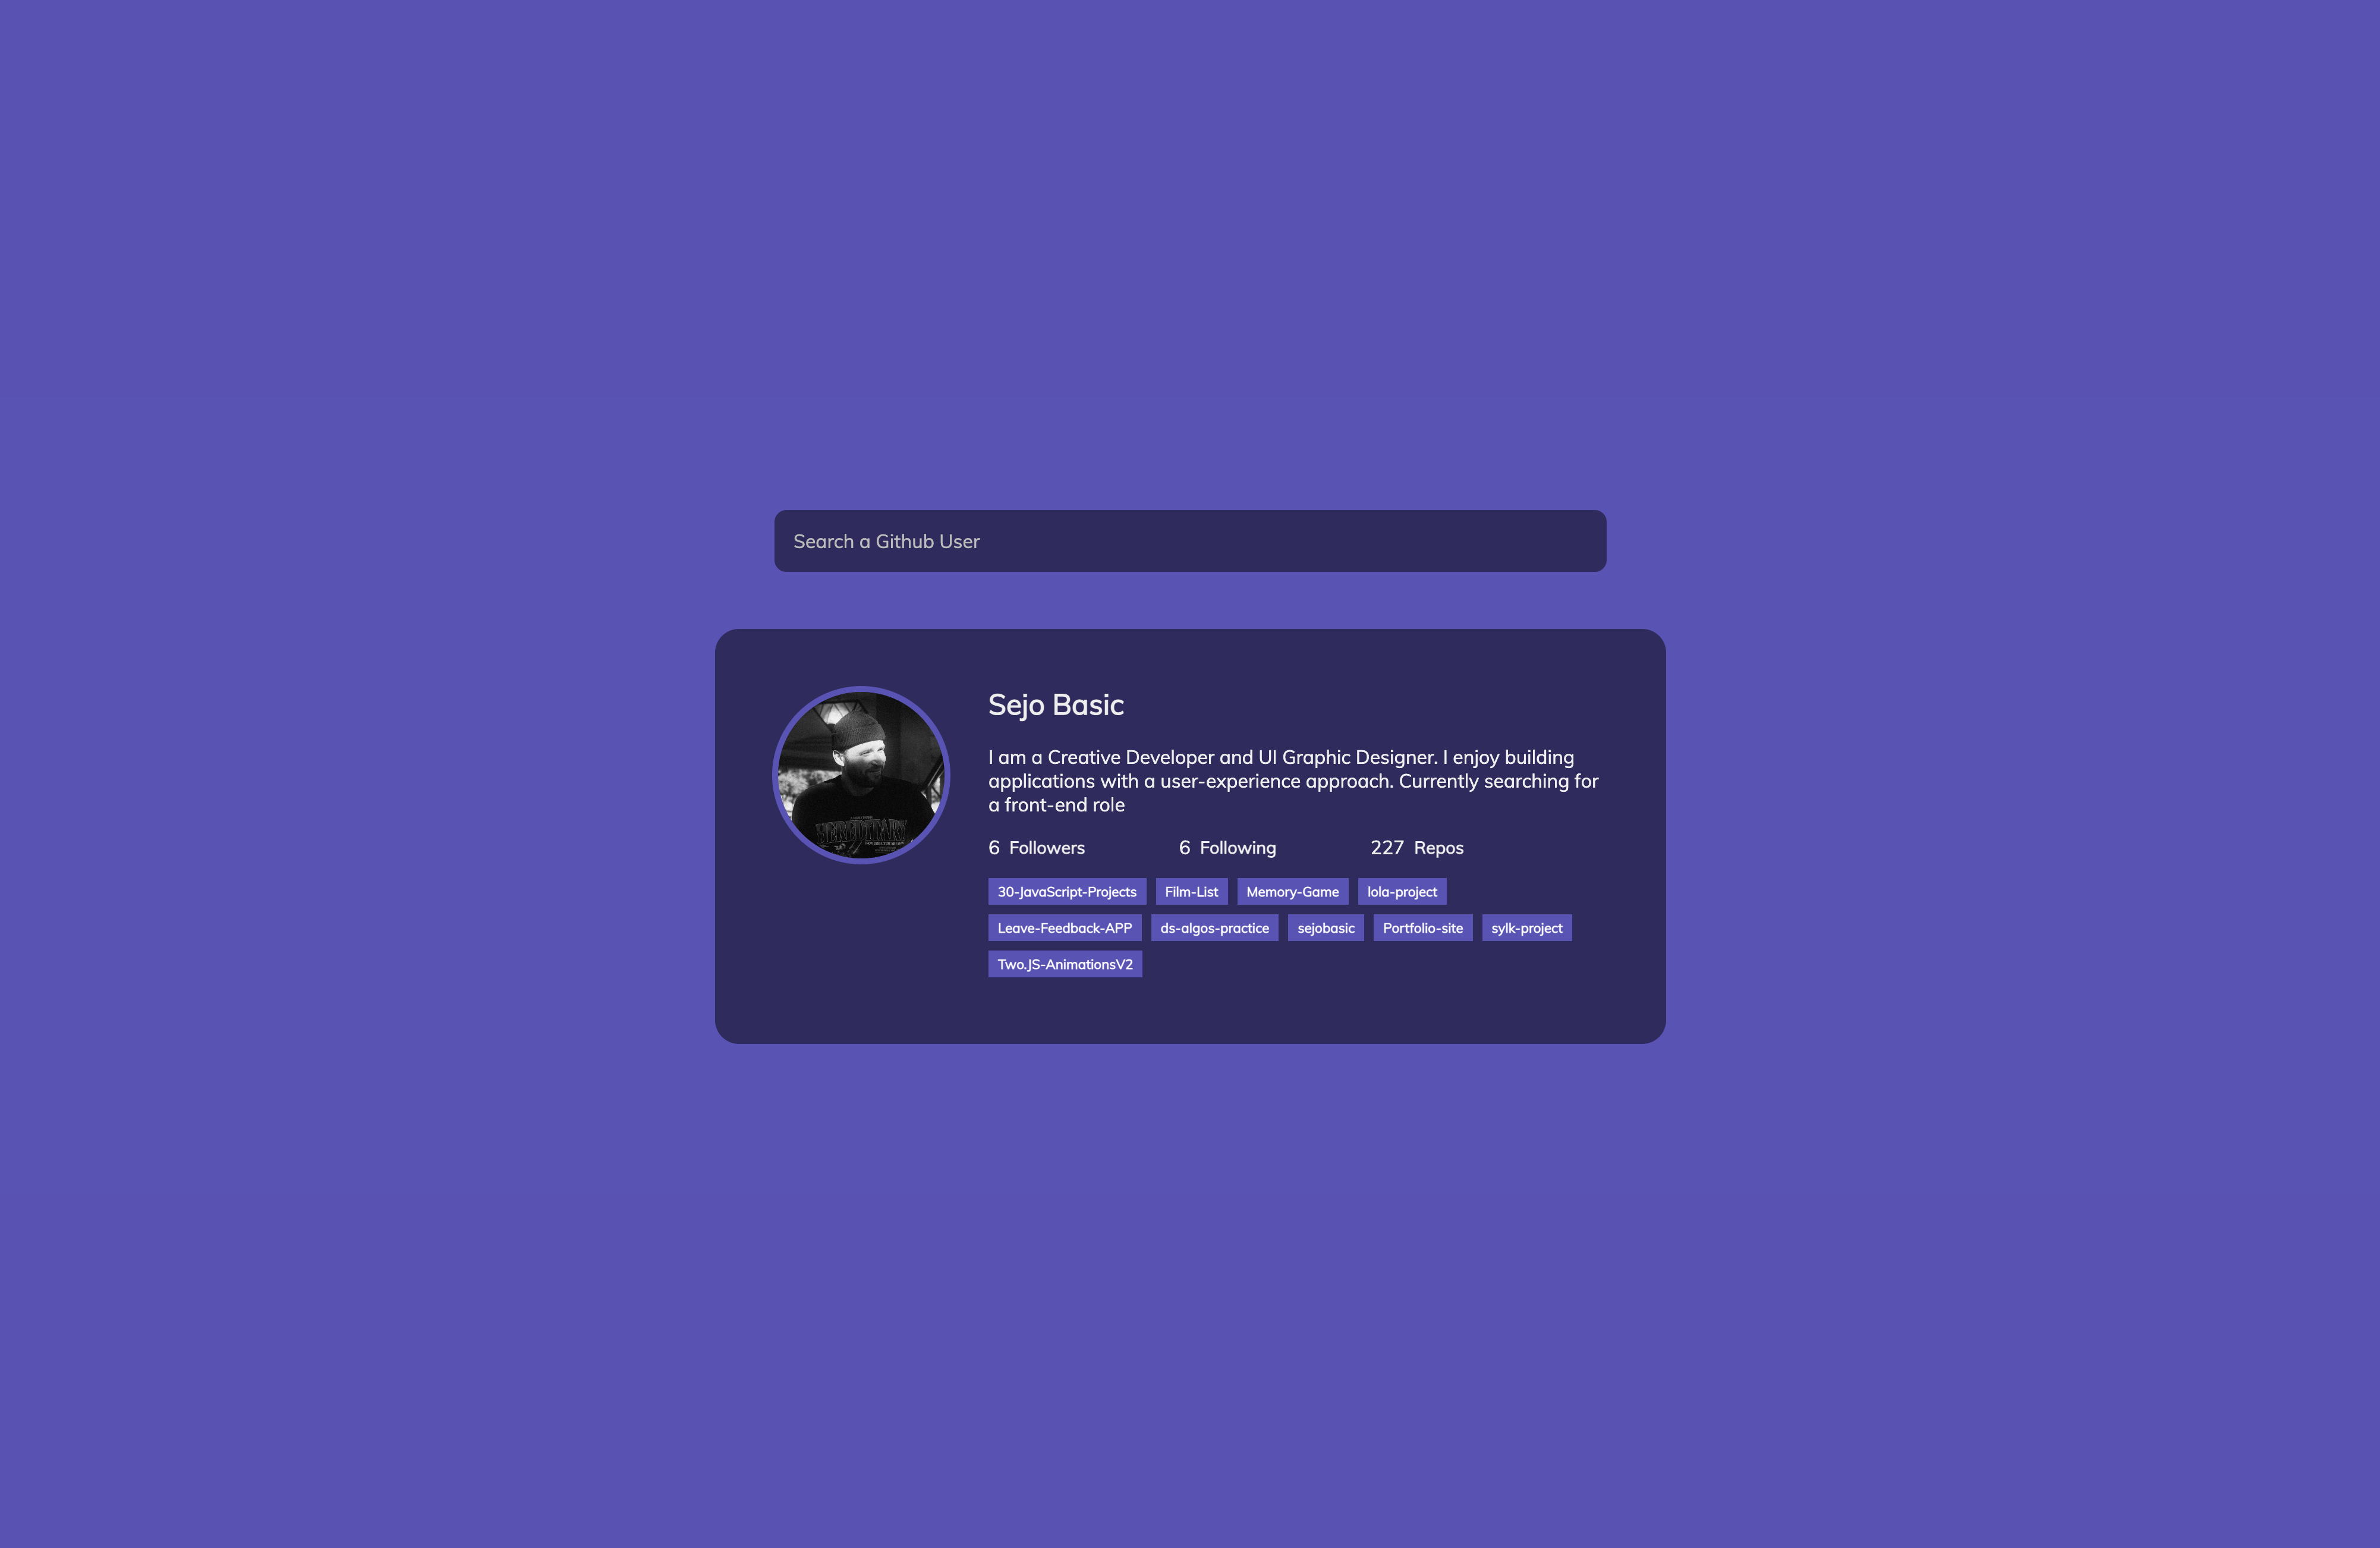 Search a Github User
Sejo Basic
I am a Creative Developer and UI Graphic Designer. I enjoy building
applications with a user-experience approach. Currently searching for
a front-end role
6 Followers 6 Following 227 Repos
30-JavaScript-Projects Film-List Memory-Game lola-project
Leave-Feedback-APP ds-algos-practice sejobasic Portfolio-site sylk-project
Two.JS-AnimationsV2
HEREDITARY